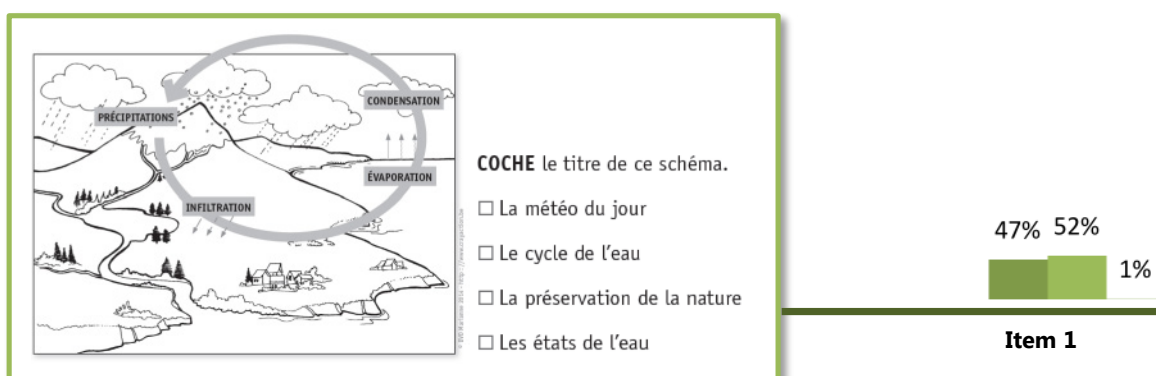 PRÉCIPITATIONS
CONDENSATION
ÉVAPORATION
INFILTRATION
COCHE le titre de ce schéma.
□ La météo du jour
□ Le cycle de l'eau
□ La préservation de la nature
□ Les états de l'eau
47% 52%
1%
Item 1